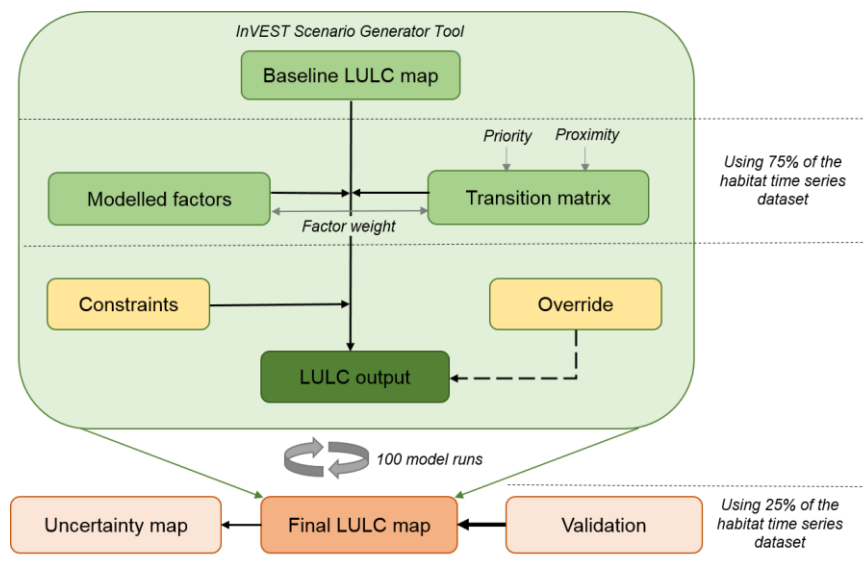 InVEST Scenario Generator Tool
Baseline LULC map
Priority
Proximity
Using 75% of the
habitat time series
dataset
Modelled factors
Transition matrix
Factor weight
Constraints
Override
LULC output
100 model runs
Uncertainty map
Final LULC map
Validation
Using 25% of the
habitat time series
dataset